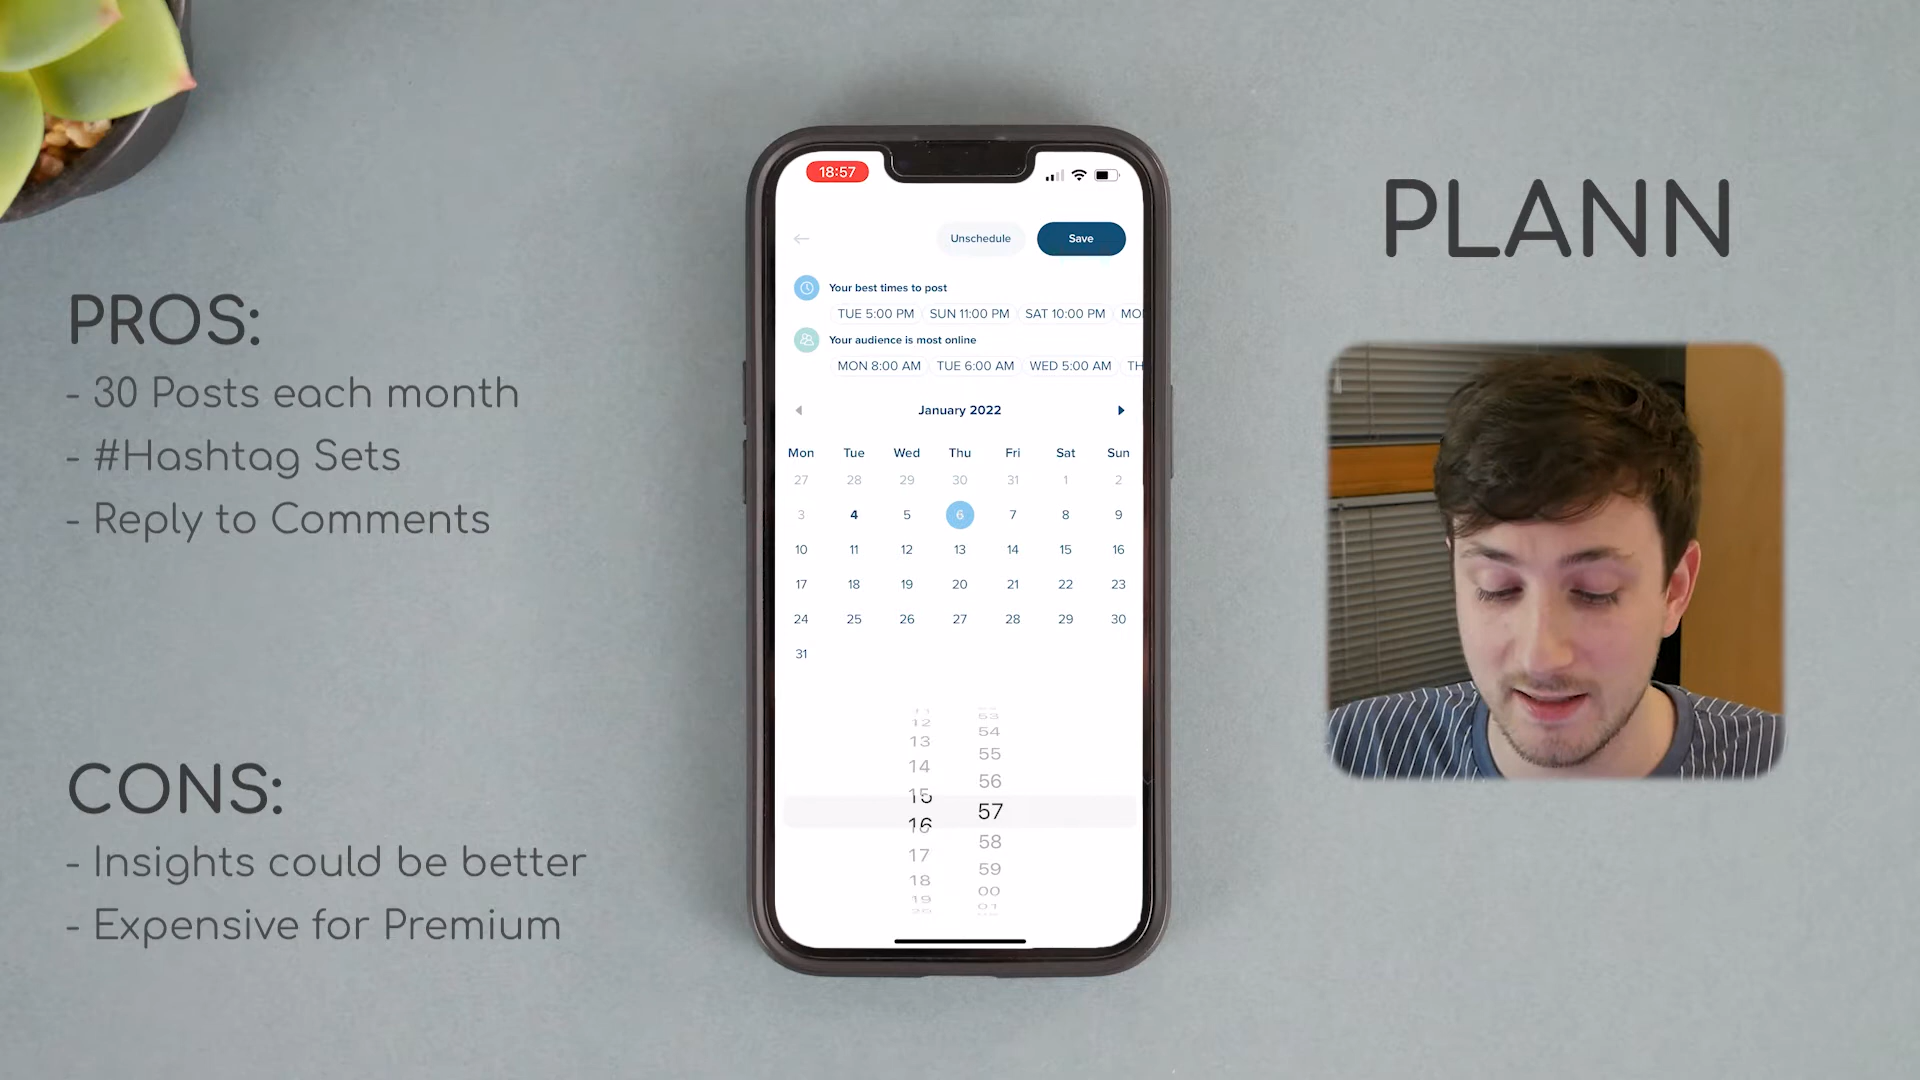 PROS:
- 30 Posts each month
- #Hashtag Sets
- Reply to Comments
CONS:
- Insights could be better
- Expensive for Premium
18:57
Unschedule
Save
Your best times to post
TUE 5:00 PM SUN 11:00 PM SAT 10:00 PM MO
Your audience is most online
MON 8:00 AM TUE 6:00 AM WED 5:00 AM TH
January 2022
Mon Tue Wed Thu Fri Sat Sun
27 28 29 30 31 1 2
3 4 5 6 7 8 9
10 11 12 13 14 15 16
17 18 19 20 21 22 23
24 25 26 27 28 29 30
31
12 53
13 54
14 55
15 56
16 57
17 58
18 59
19 00
01
PLANN